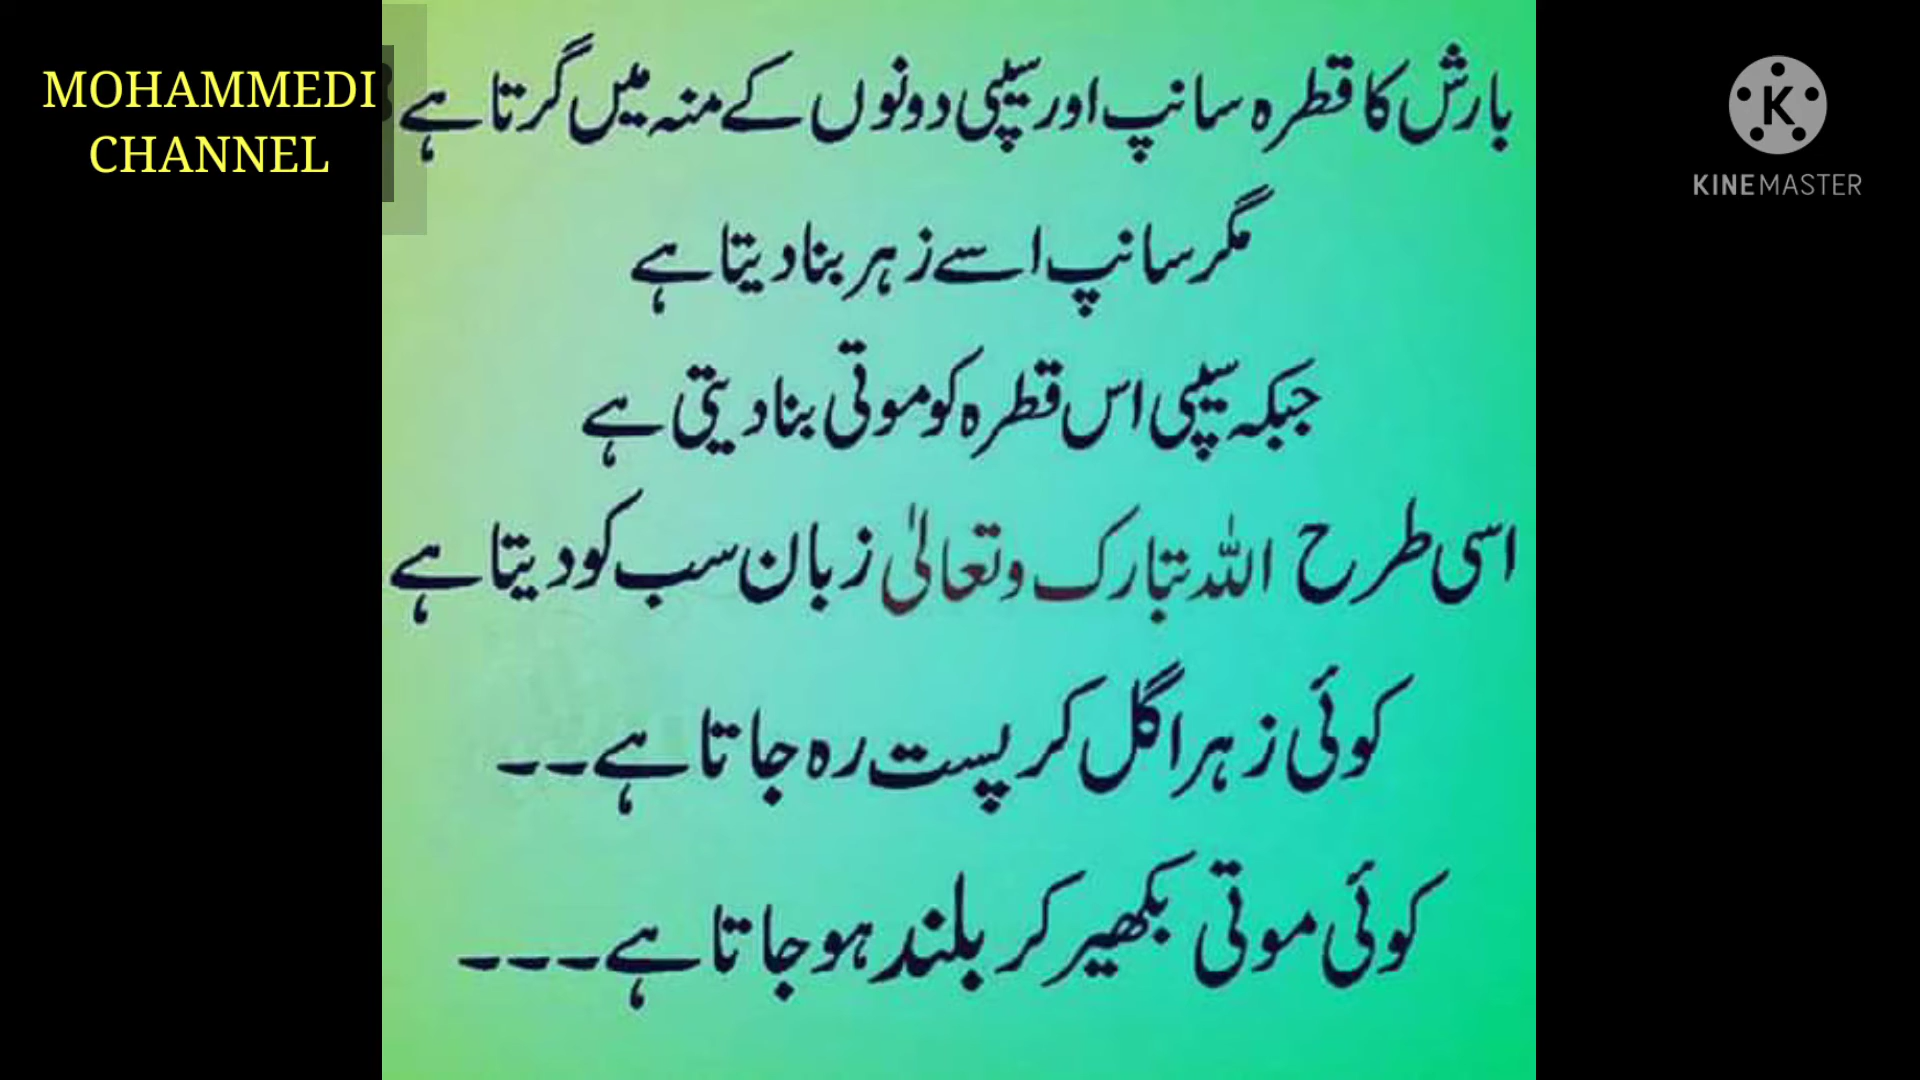 MOHAMMEDI
CHANNEL
KINEMASTER
بارش کا قطرہ سانپ اور سیپی دونوں کے منہ میں گرتا ہے
مگر سانپ اسے زہر بنا دیتا ہے
جبکہ سیپی اس قطرہ کو موتی بنا دیتی ہے
اسی طرح اللہ تبارک وتعالیٰ زبان سب کو دیتا ہے
کوئی زہر اگل کر پست رہ جاتا ہے۔۔
کوئی موتی بکھیر کر بلند ہو جاتا ہے۔۔۔